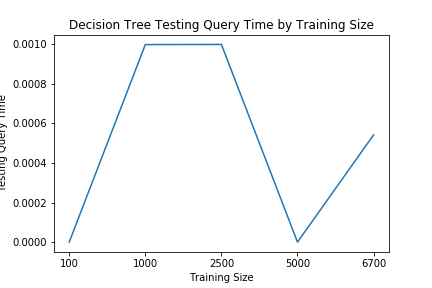 Decision Tree Testing Query Time by Training Size
0.0010
0.0008
0.0006
0.0004
0.0002
0.0000
Testing Query Time
100 1000 2500 5000 6700
Training Size